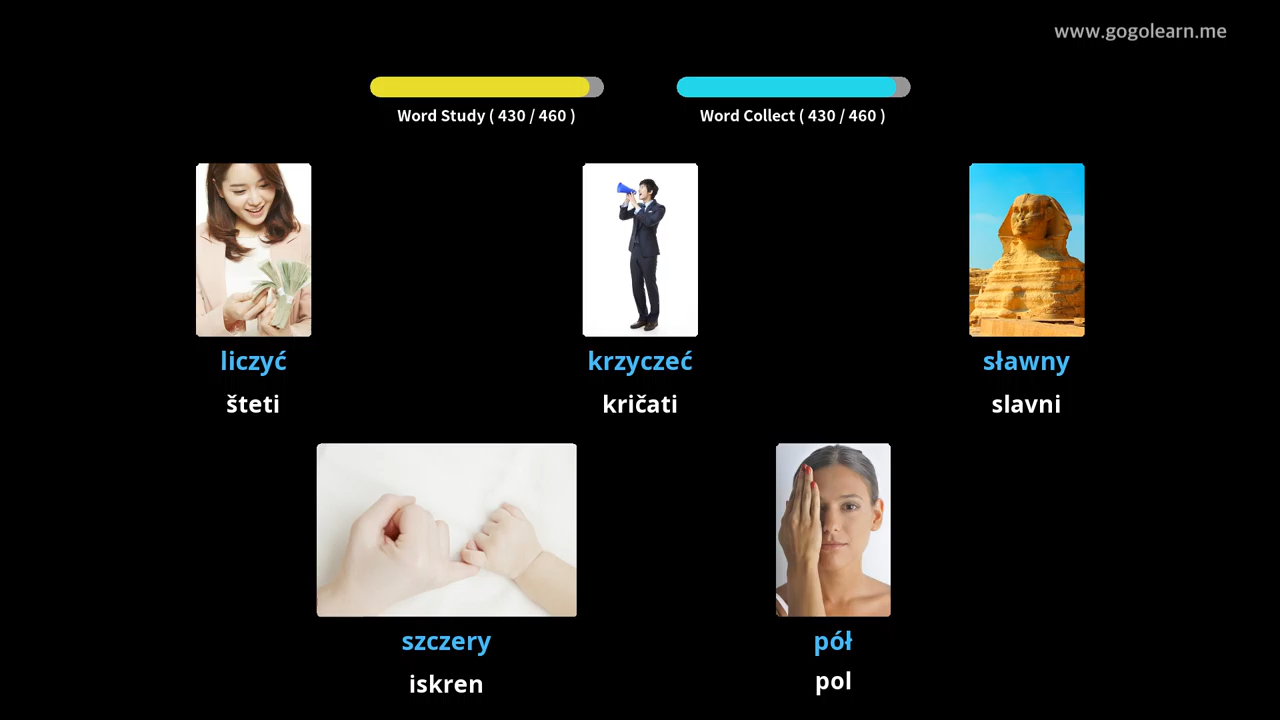 www.gogolearn.me
Word Study ( 430 / 460 )
Word Collect ( 430 / 460 )
liczyć
šteti
krzyczeć
kričati
sławny
slavni
szczery
iskren
pół
pol